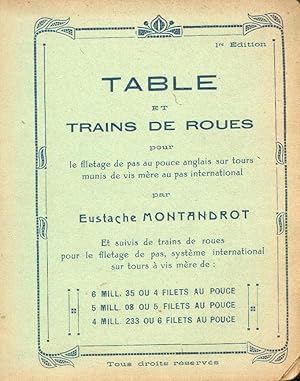 1re Édition
TABLE
ET
TRAINS DE ROUES
pour
le filetage de pas au pouce anglais sur tours
munis de vis mère au pas international
par
Eustache MONTANDROT
Et suivis de trains de roues
pour le filetage de pas, système international
sur tours à vis mère de :
6 MILL. 35 OU 4 FILETS AU POUCE
5 MILL. 08 OU 5 FILETS AU POUCE
4 MILL. 233 OU 6 FILETS AU POUCE
Tous droits réservés